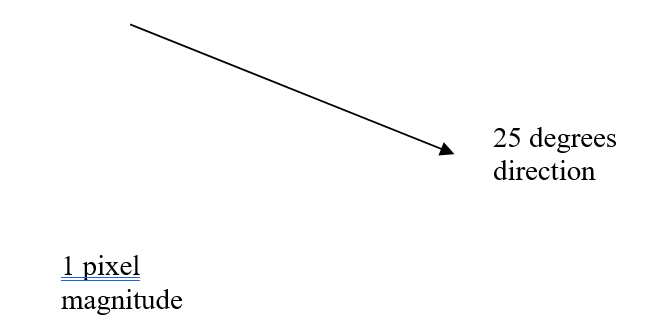 25 degrees
direction
1 pixel
magnitude